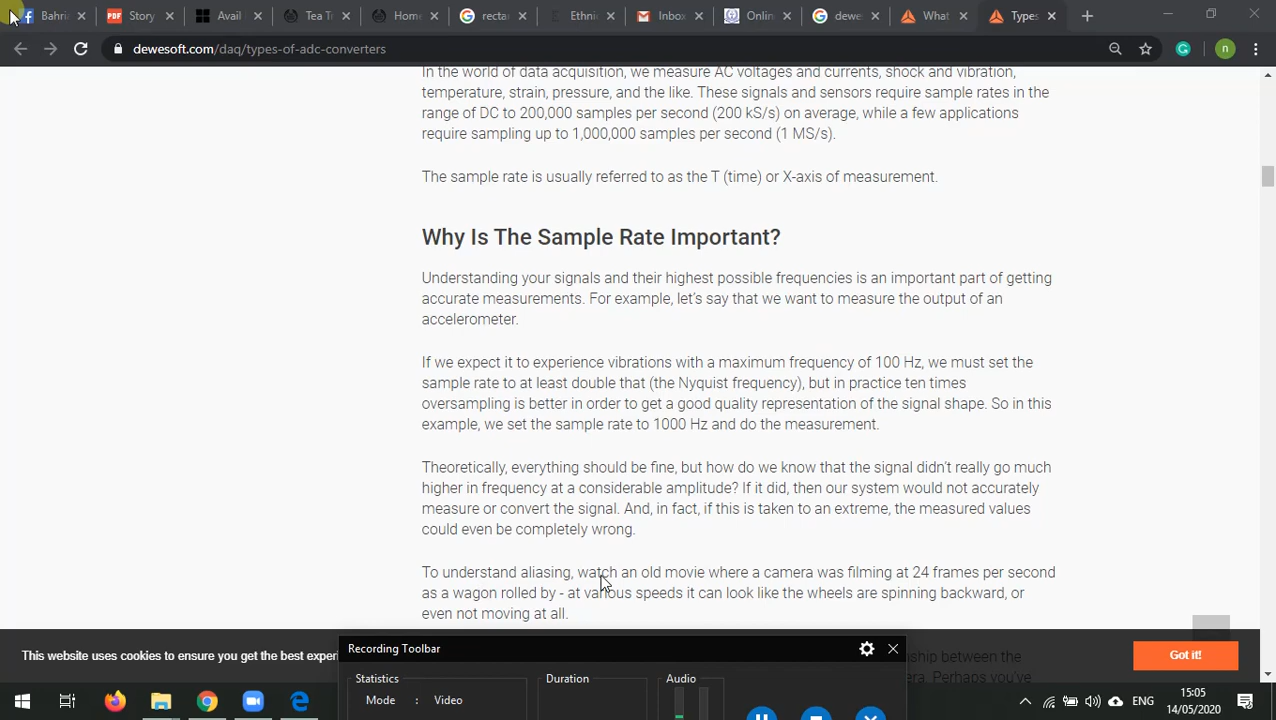 Bahri
Story
Avail
Tea Tr
Home
recta
Ethnic
Inbox
Onlin
dewe
What
Types
dewesoft.com/daq/types-of-adc-converters
n
In the world of data acquisition, we measure AC voltages and currents, shock and vibration,
temperature, strain, pressure, and the like. These signals and sensors require sample rates in the
range of DC to 200,000 samples per second (200 kS/s) on average, while a few applications
require sampling up to 1,000,000 samples per second (1 MS/s).
The sample rate is usually referred to as the T (time) or X-axis of measurement.
Why Is The Sample Rate Important?
Understanding your signals and their highest possible frequencies is an important part of getting
accurate measurements. For example, let's say that we want to measure the output of an
accelerometer.
If we expect it to experience vibrations with a maximum frequency of 100 Hz, we must set the
sample rate to at least double that (the Nyquist frequency), but in practice ten times
oversampling is better in order to get a good quality representation of the signal shape. So in this
example, we set the sample rate to 1000 Hz and do the measurement.
Theoretically, everything should be fine, but how do we know that the signal didn't really go much
higher in frequency at a considerable amplitude? If it did, then our system would not accurately
measure or convert the signal. And, in fact, if this is taken to an extreme, the measured values
could even be completely wrong.
To understand aliasing, watch an old movie where a camera was filming at 24 frames per second
as a wagon rolled by - at various speeds it can look like the wheels are spinning backward, or
even not moving at all.
This website uses cookies to ensure you get the best experi
nship between the
era. Perhaps you've
Got it!
Recording Toolbar
Statistics
Duration
Audio
Mode : Video
ENG
15:05
14/05/2020